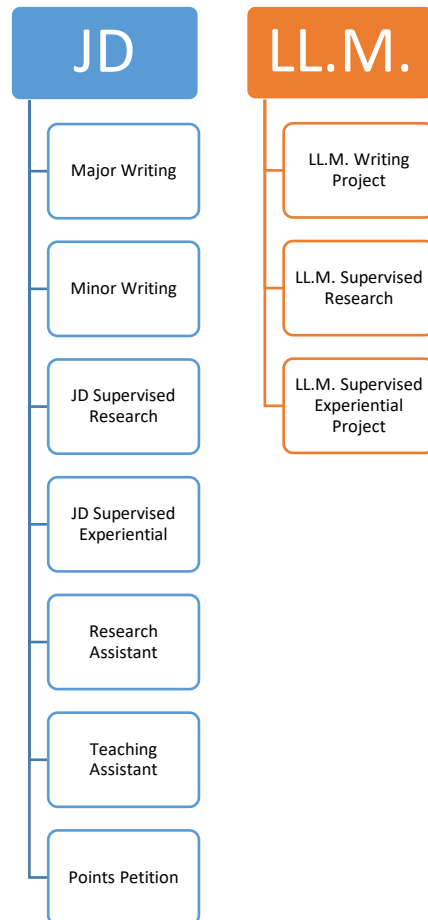 JD
Major Writing
Minor Writing
JD Supervised
Research
JD Supervised
Experiential
Research
Assistant
Teaching
Assistant
Points Petition
LL.M.
LL.M. Writing
Project
LL.M. Supervised
Research
LL.M. Supervised
Experiential
Project